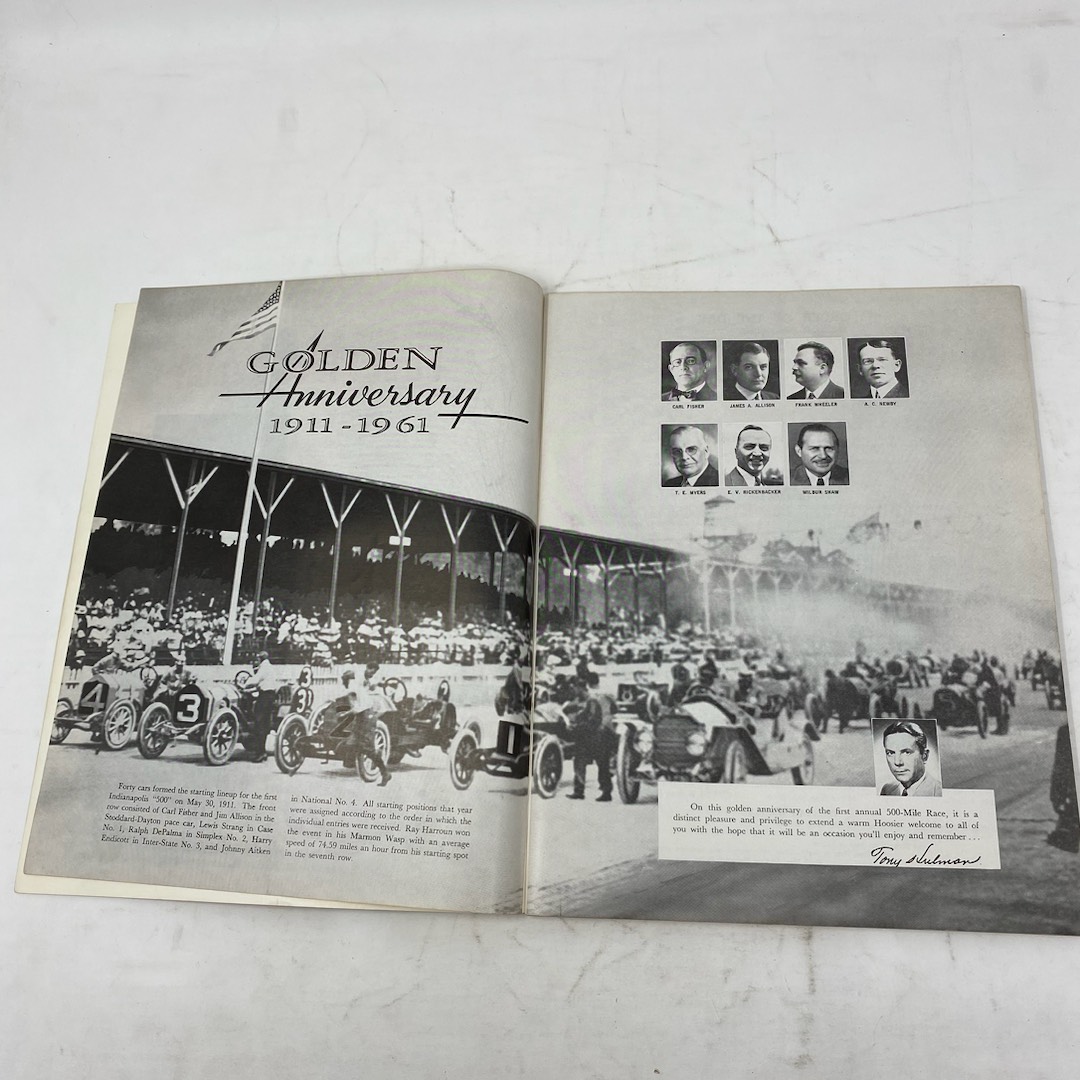 GOLDEN
Anniversary
1911-1961
4
3
33
2
1
Forty cars formed the starting lineup for the first
Indianapolis "500" on May 30, 1911. The front
row consisted of Carl Fisher and Jim Allison in the
Stoddard-Dayton pace car, Lewis Strang in Case
No. 1, Ralph DePalma in Simplex No. 2, Harry
Endicott in Inter-State No. 3, and Johnny Aitken
in National No. 4. All starting positions that year
were assigned according to the order in which the
individual entries were received. Ray Harroun won
the event in his Marmon Wasp with an average
speed of 74.59 miles an hour from his starting spot
in the seventh row.
CARL FISHER
JAMES A. ALLISON
FRANK WHEELER
A. C. NEWBY
T. E. MYERS
E. V. RICKENBACKER
WILBUR SHAW
On this golden anniversary of the first annual 500-Mile Race, it is a
distinct pleasure and privilege to extend a warm Hoosier welcome to all of
you with the hope that it will be an occasion you'll enjoy and remember...
Tony Hulman